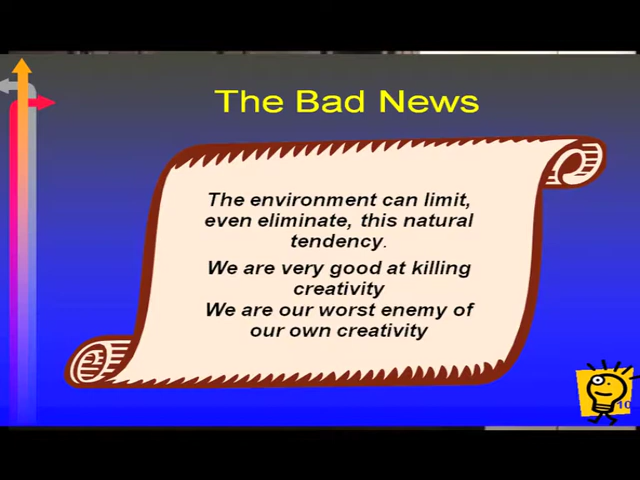 The Bad News
The environment can limit,
even eliminate, this natural
tendency.
We are very good at killing
creativity
We are our worst enemy of
our own creativity
10